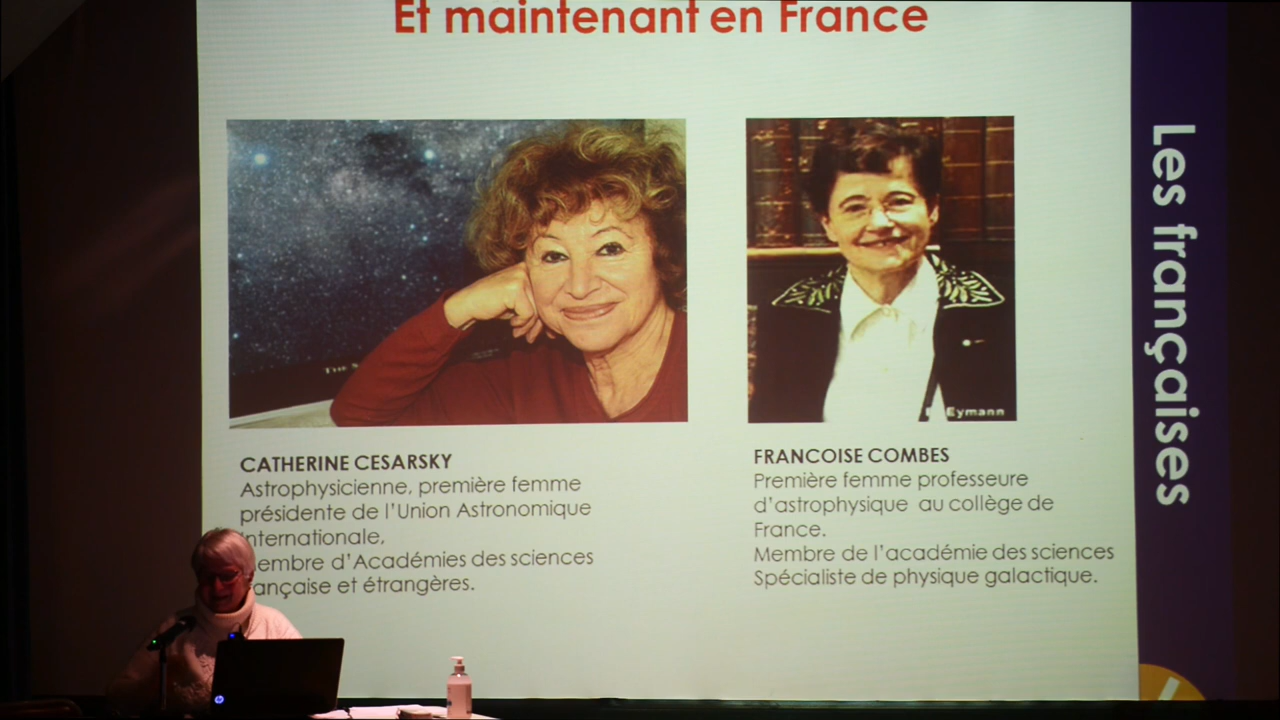 Et maintenant en France
Les françaises
Eymann
CATHERINE CESARSKY
Astrophysicienne, première femme
présidente de l'Union Astronomique
Internationale,
Membre d'Académies des sciences
française et étrangères.
FRANCOISE COMBES
Première femme professeure
d'astrophysique au collège de
France.
Membre de l'académie des sciences
Spécialiste de physique galactique.